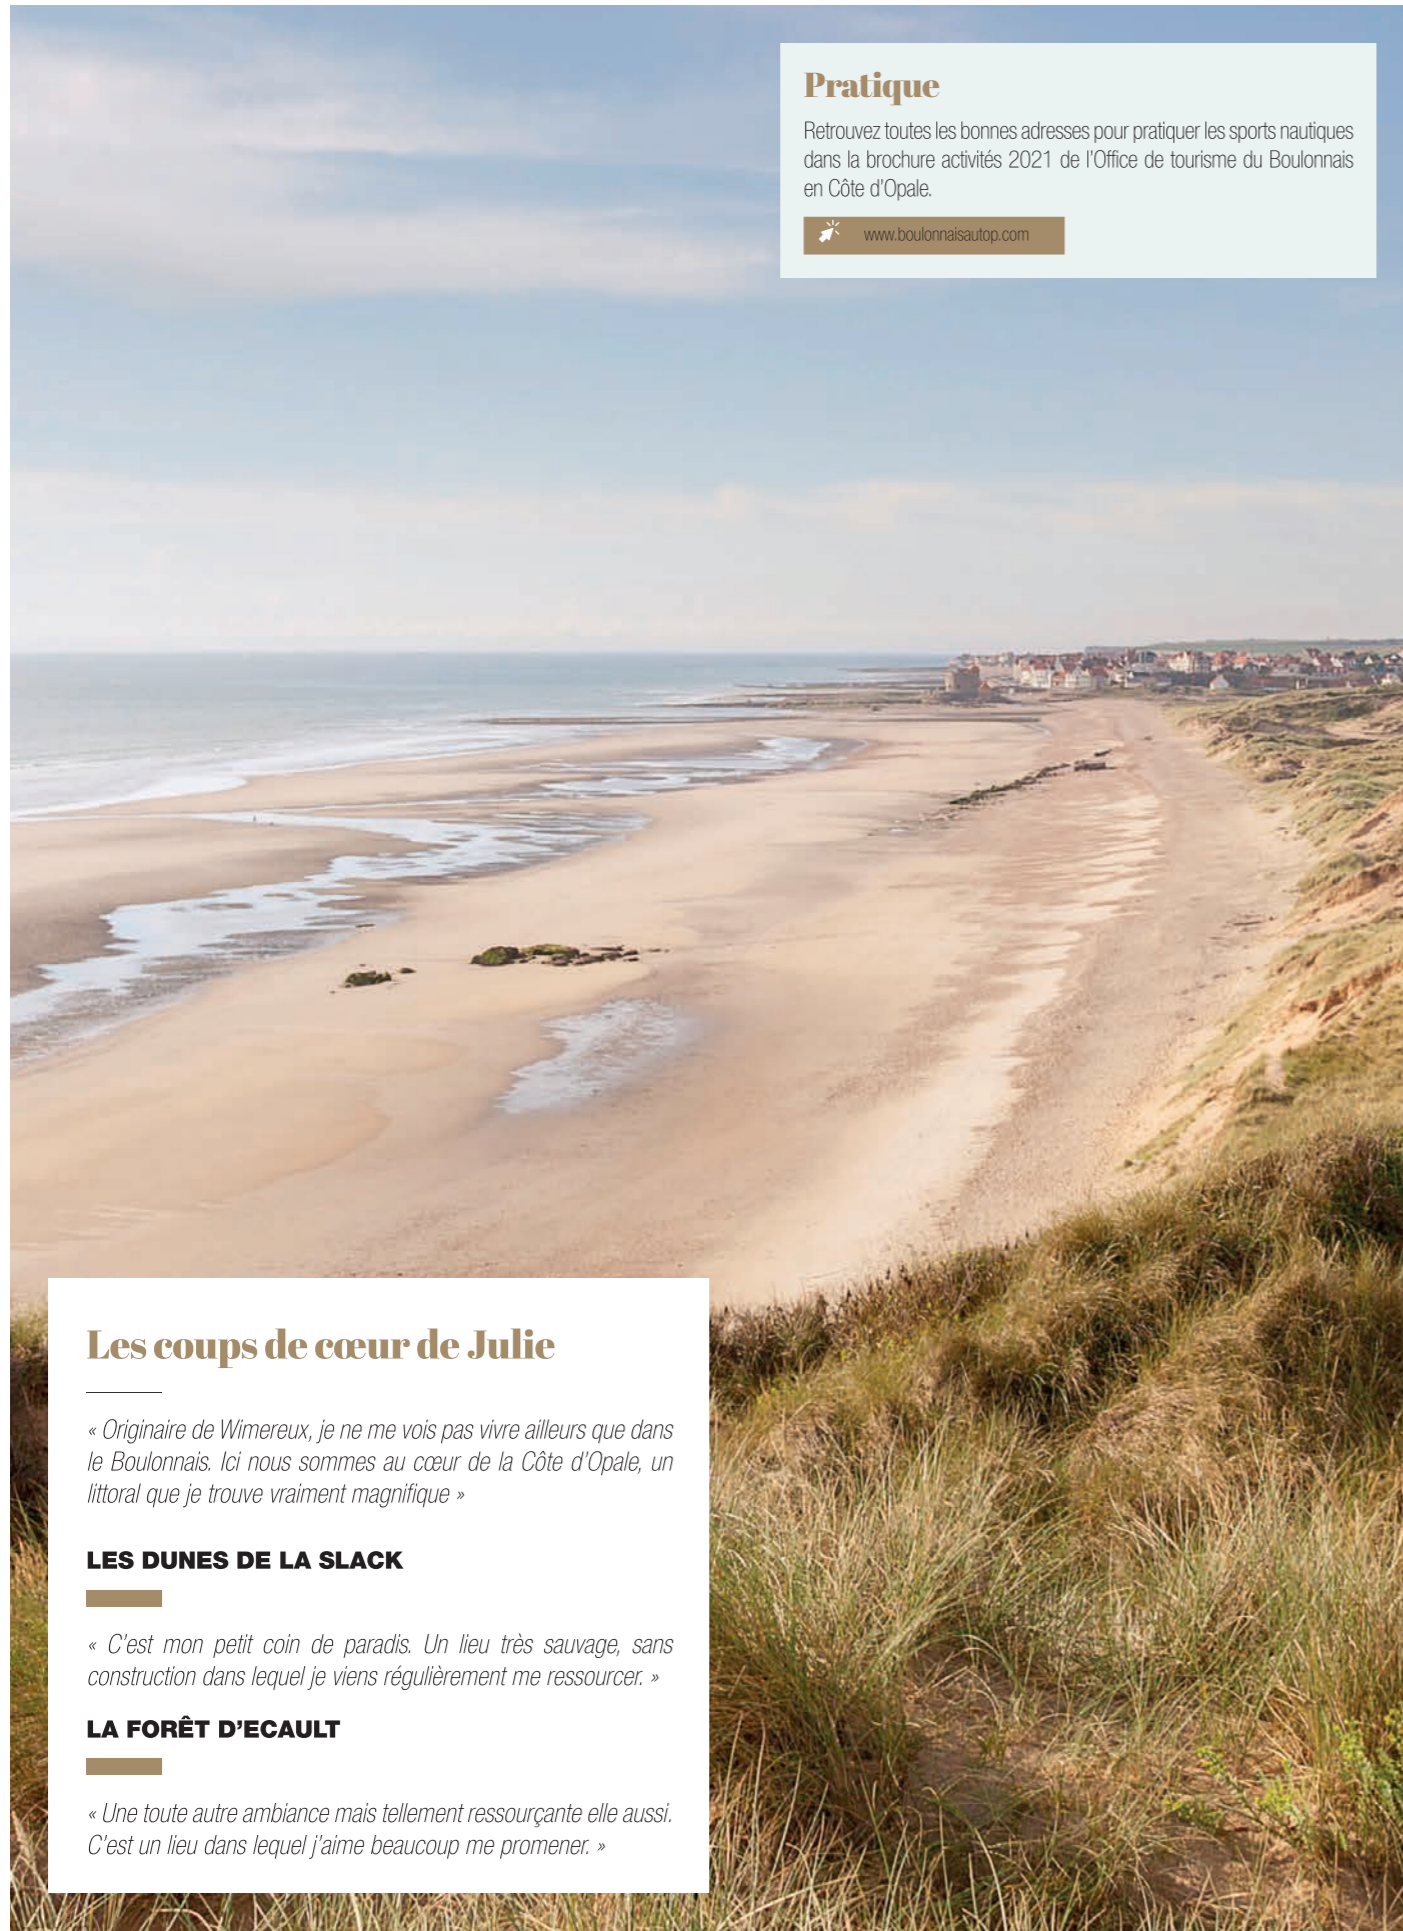 Pratique
Retrouvez toutes les bonnes adresses pour pratiquer les sports nautiques
dans la brochure activités 2021 de l'Office de tourisme du Boulonnais
en Côte d'Opale.
www.boulonnaisautop.com
Les coups de cœur de Julie
« Originaire de Wimereux, je ne me vois pas vivre ailleurs que dans
le Boulonnais. Ici nous sommes au cœur de la Côte d'Opale, un
littoral que je trouve vraiment magnifique »
LES DUNES DE LA SLACK
« C'est mon petit coin de paradis. Un lieu très sauvage, sans
construction dans lequel je viens régulièrement me ressourcer. »
LA FORÊT D'ECAULT
« Une toute autre ambiance mais tellement ressourçante elle aussi.
C'est un lieu dans lequel j'aime beaucoup me promener. »